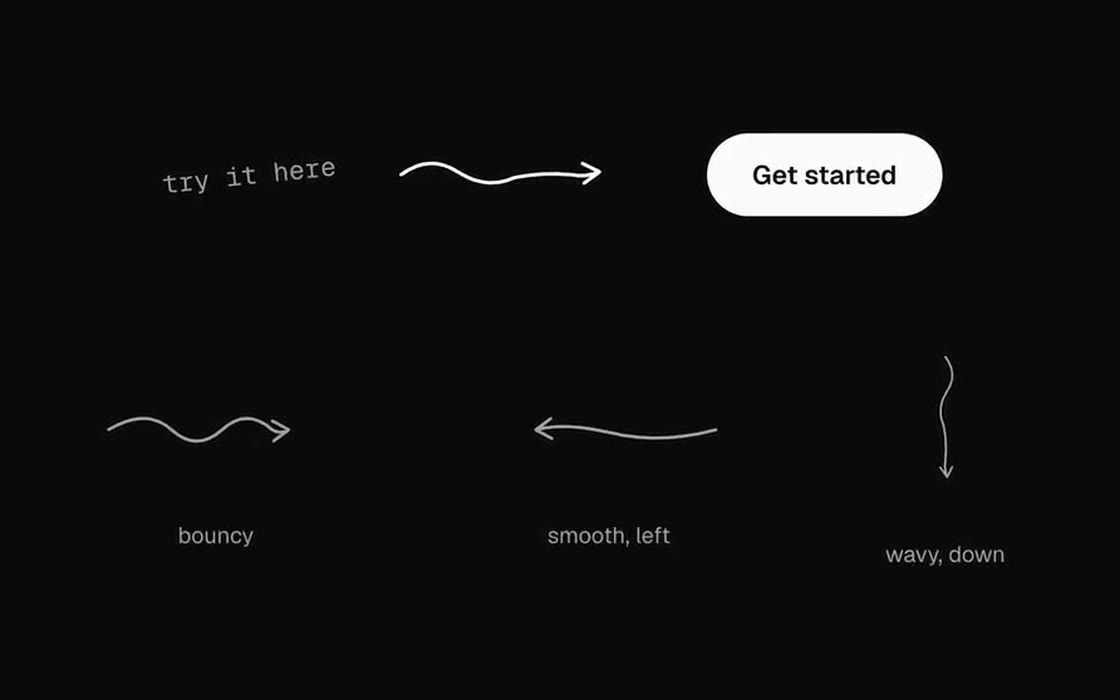 try it here
Get started
bouncy
smooth, left
wavy, down